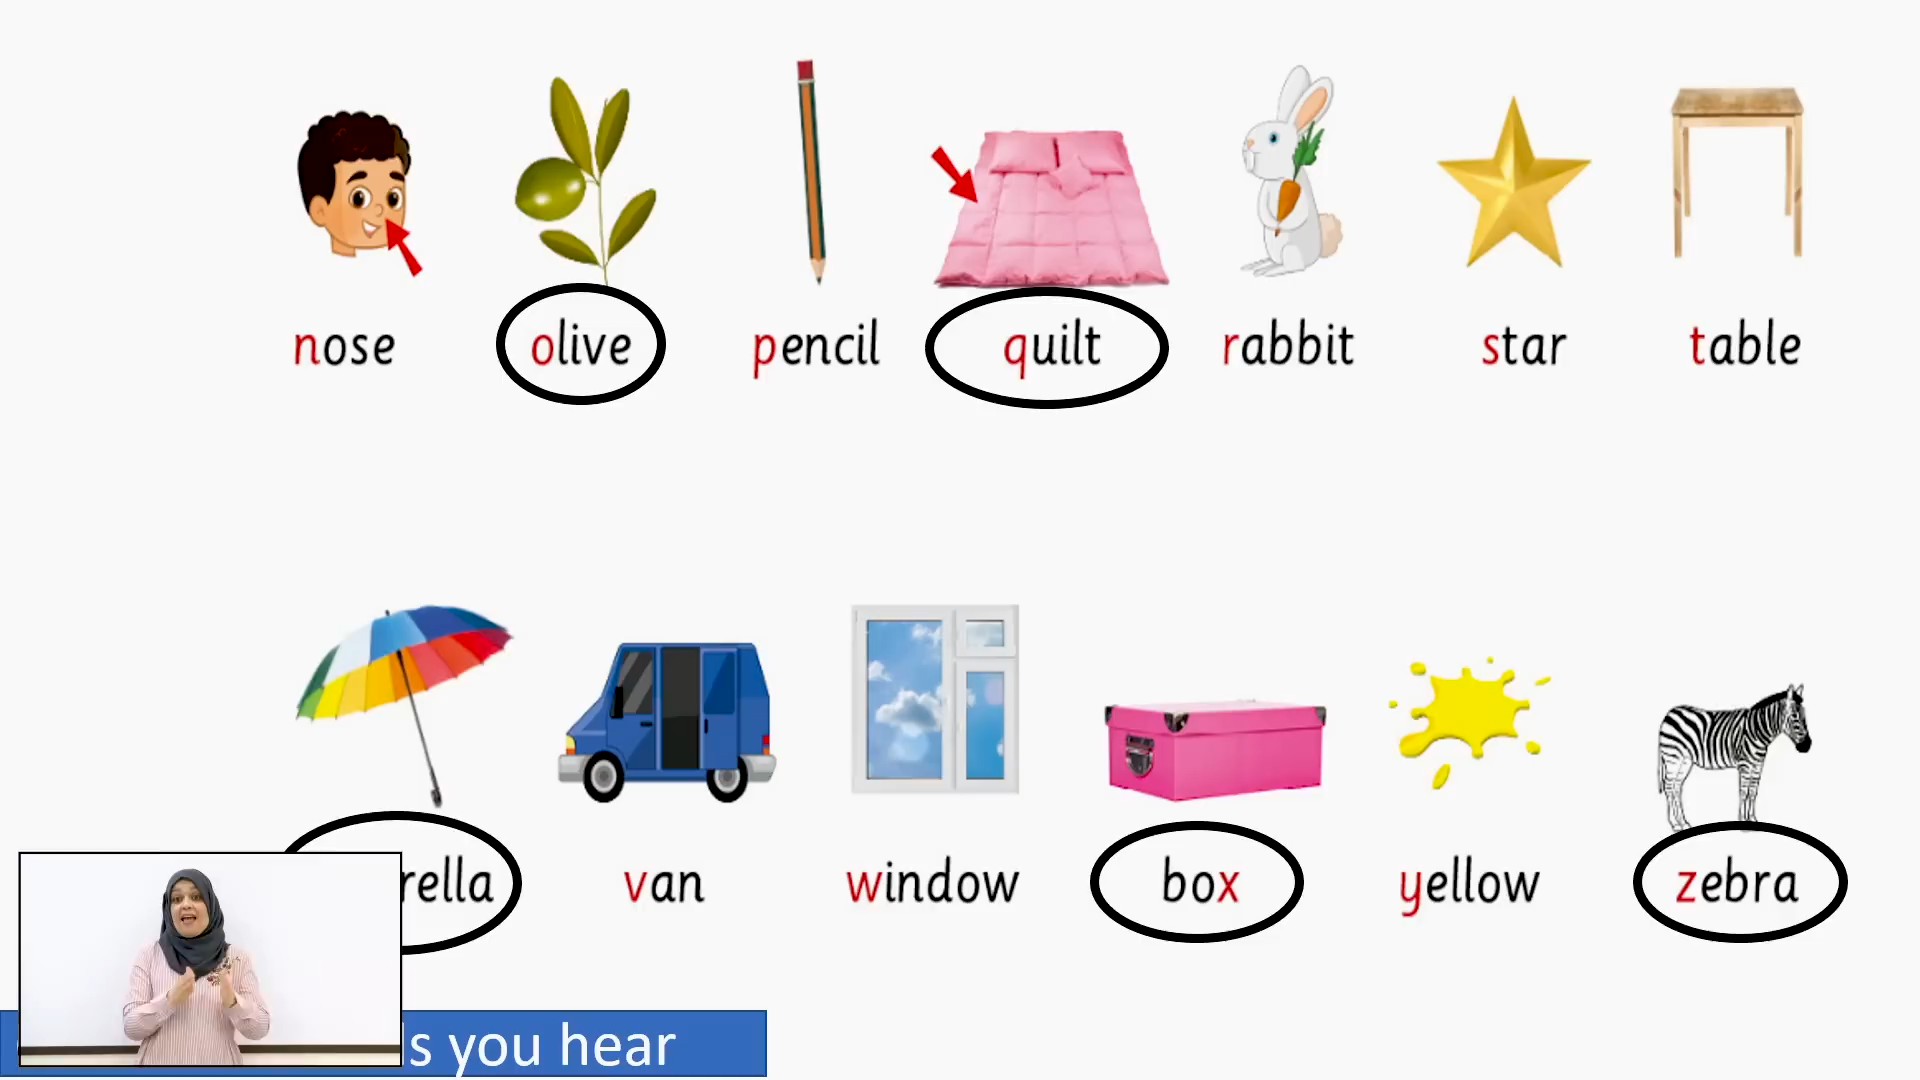 nose olive pencil quilt rabbit star table
rella van window box yellow zebra
s you hear